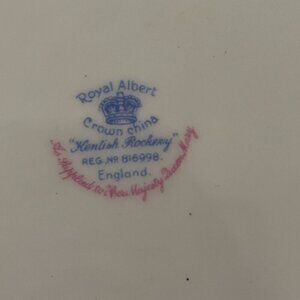 Royal Albert
Crown china
"Kentish Rockery"
REG. Nº 816998.
England.
As Supplied to Her Majesty Queen Mary